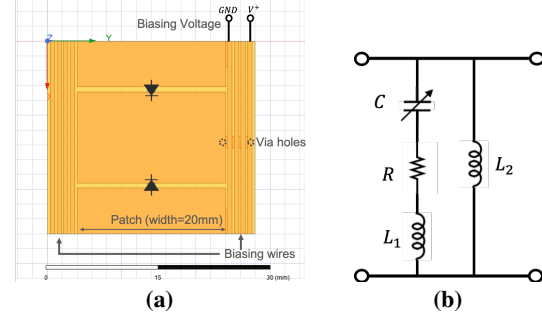 GND V⁺
Biasing Voltage
Z Y
Via holes
Patch (width=20mm)
Biasing wires
0 15 30 (mm)
(a)
C
R
L₁
L₂
(b)